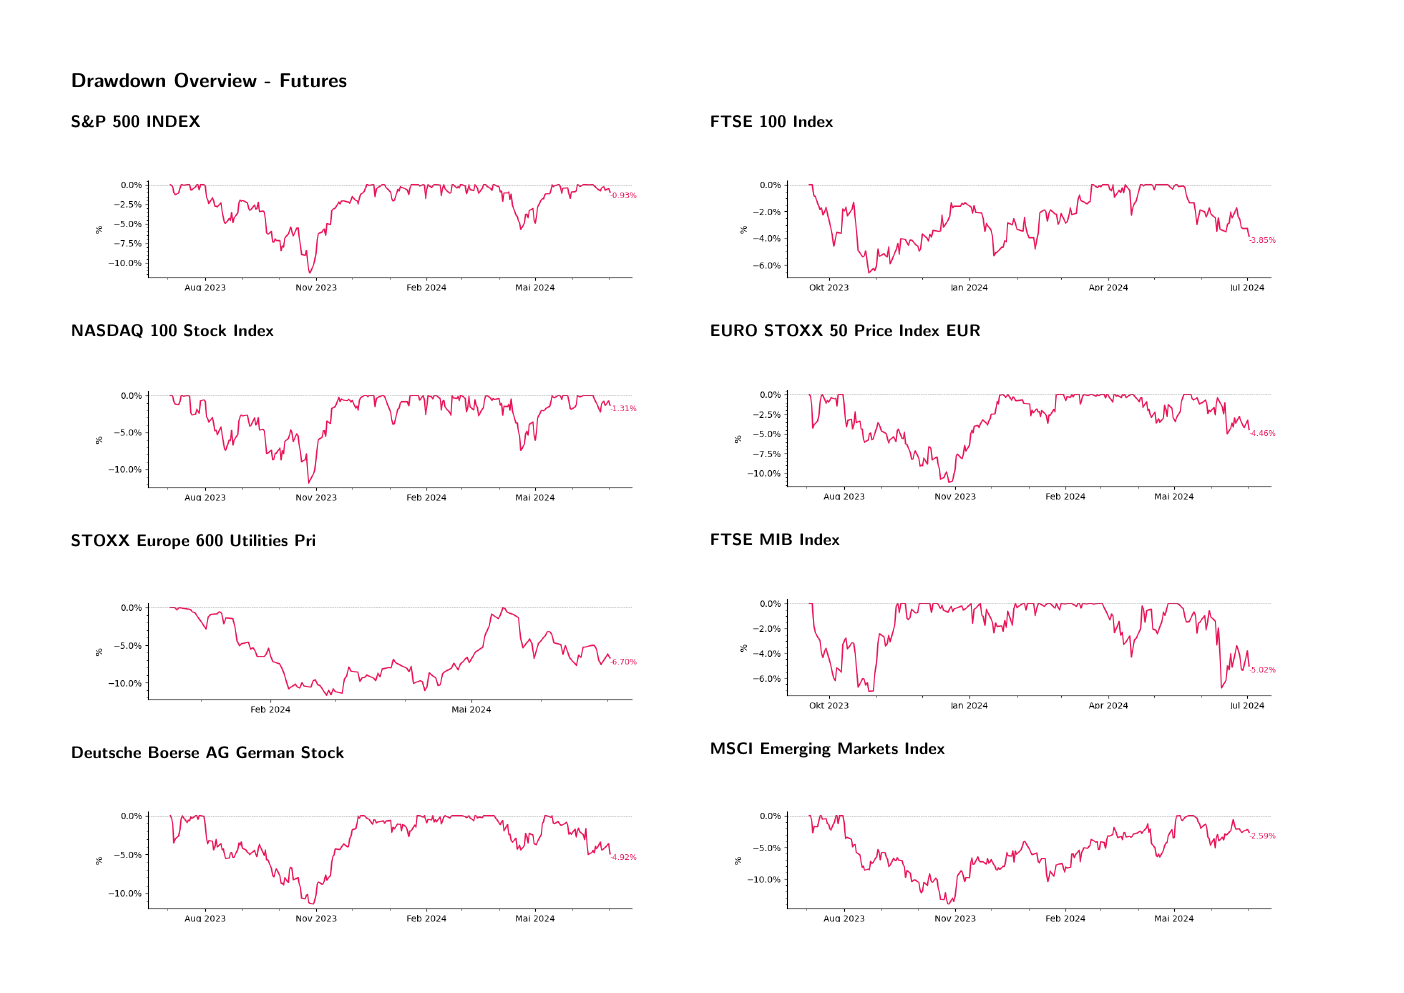 Drawdown Overview - Futures
S&P 500 INDEX
0.0%
−2.5%
−5.0%
−7.5%
−10.0%
%
-0.93%
Aug 2023 Nov 2023 Feb 2024 Mai 2024
FTSE 100 Index
0.0%
−2.0%
−4.0%
−6.0%
%
-3.85%
Okt 2023 Jan 2024 Apr 2024 Jul 2024
NASDAQ 100 Stock Index
0.0%
−5.0%
−10.0%
%
-1.31%
Aug 2023 Nov 2023 Feb 2024 Mai 2024
EURO STOXX 50 Price Index EUR
0.0%
−2.5%
−5.0%
−7.5%
−10.0%
%
-4.46%
Aug 2023 Nov 2023 Feb 2024 Mai 2024
STOXX Europe 600 Utilities Pri
0.0%
−5.0%
−10.0%
%
-6.70%
Feb 2024 Mai 2024
FTSE MIB Index
0.0%
−2.0%
−4.0%
−6.0%
%
-5.02%
Okt 2023 Jan 2024 Apr 2024 Jul 2024
Deutsche Boerse AG German Stock
0.0%
−5.0%
−10.0%
%
-4.92%
Aug 2023 Nov 2023 Feb 2024 Mai 2024
MSCI Emerging Markets Index
0.0%
−5.0%
−10.0%
%
-2.59%
Aug 2023 Nov 2023 Feb 2024 Mai 2024